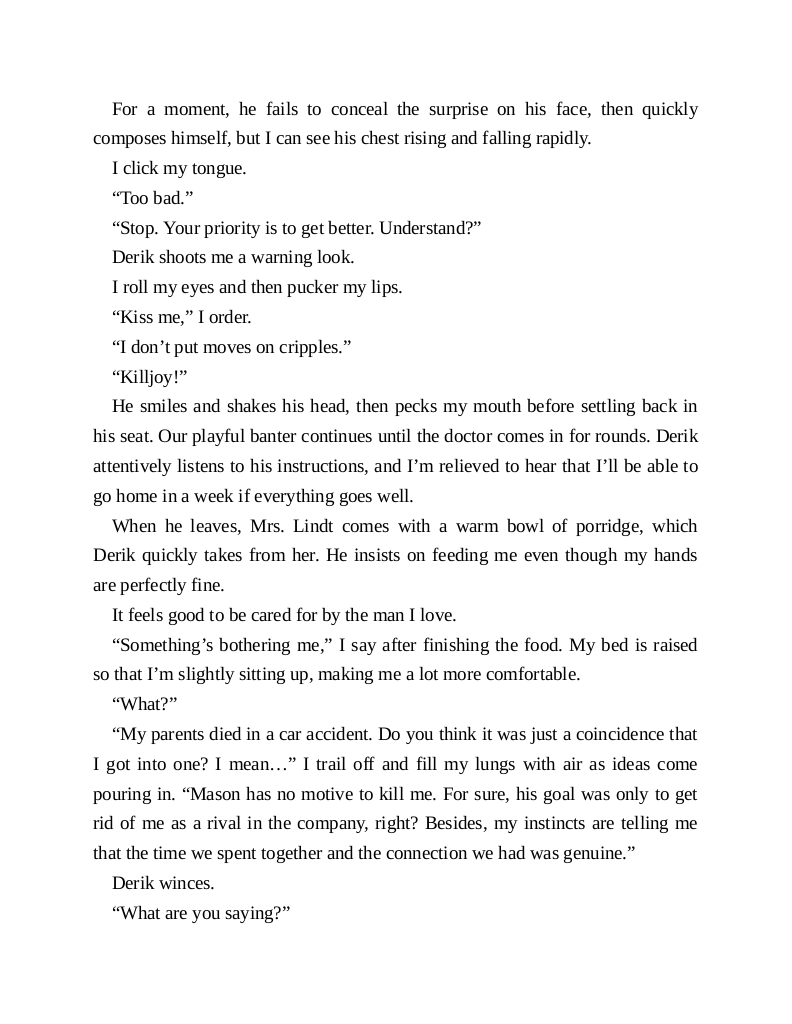 For a moment, he fails to conceal the surprise on his face, then quickly
composes himself, but I can see his chest rising and falling rapidly.
I click my tongue.
“Too bad.”
“Stop. Your priority is to get better. Understand?”
Derik shoots me a warning look.
I roll my eyes and then pucker my lips.
“Kiss me,” I order.
“I don’t put moves on cripples.”
“Killjoy!”
He smiles and shakes his head, then pecks my mouth before settling back in
his seat. Our playful banter continues until the doctor comes in for rounds. Derik
attentively listens to his instructions, and I’m relieved to hear that I’ll be able to
go home in a week if everything goes well.
When he leaves, Mrs. Lindt comes with a warm bowl of porridge, which
Derik quickly takes from her. He insists on feeding me even though my hands
are perfectly fine.
It feels good to be cared for by the man I love.
“Something’s bothering me,” I say after finishing the food. My bed is raised
so that I’m slightly sitting up, making me a lot more comfortable.
“What?”
“My parents died in a car accident. Do you think it was just a coincidence that
I got into one? I mean…” I trail off and fill my lungs with air as ideas come
pouring in. “Mason has no motive to kill me. For sure, his goal was only to get
rid of me as a rival in the company, right? Besides, my instincts are telling me
that the time we spent together and the connection we had was genuine.”
Derik winces.
“What are you saying?”